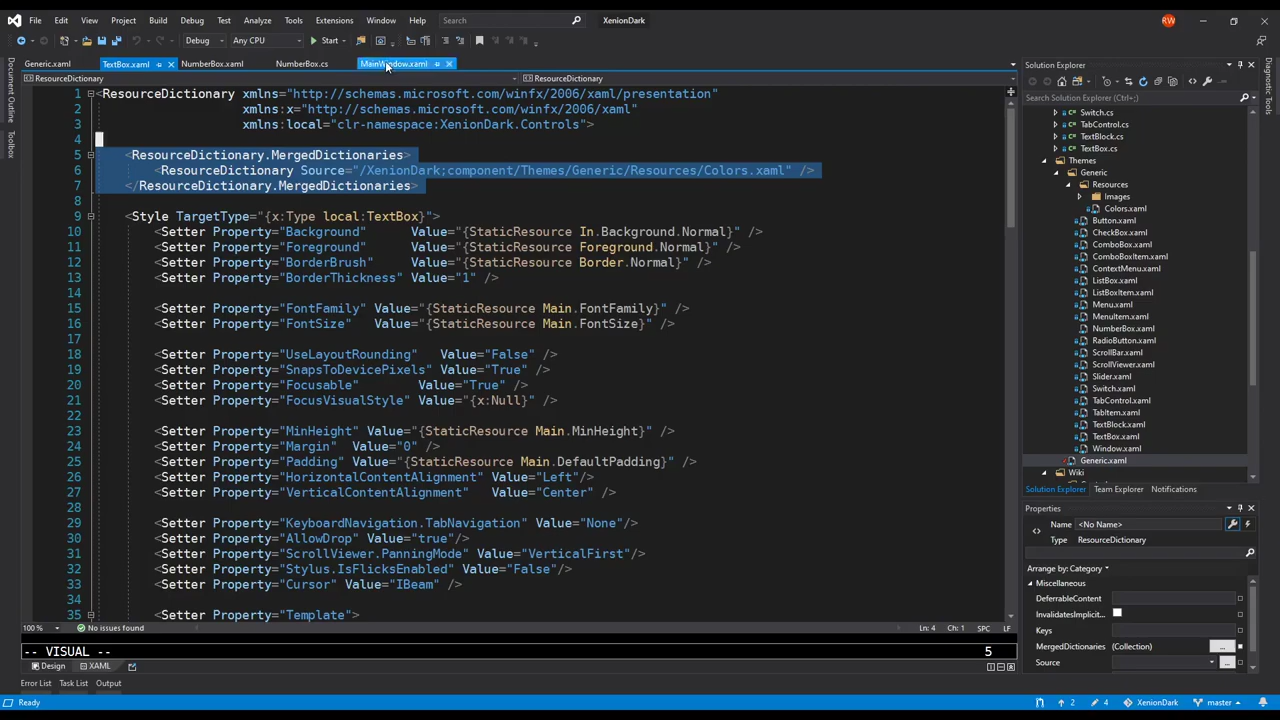 File Edit View Project Build Debug Test Analyze Tools Extensions Window Help Search XenionDark RW
Debug Any CPU Start
Generic.xaml TextBox.xaml NumberBox.xaml NumberBox.cs MainWindow.xaml
ResourceDictionary ResourceDictionary
Document Outline
Toolbox
1 <ResourceDictionary xmlns="http://schemas.microsoft.com/winfx/2006/xaml/presentation"
2 xmlns:x="http://schemas.microsoft.com/winfx/2006/xaml"
3 xmlns:local="clr-namespace:XenionDark.Controls">
4
5 <ResourceDictionary.MergedDictionaries>
6 <ResourceDictionary Source="/XenionDark;component/Themes/Generic/Resources/Colors.xaml" />
7 </ResourceDictionary.MergedDictionaries>
8
9 <Style TargetType="{x:Type local:TextBox}">
10 <Setter Property="Background" Value="{StaticResource In.Background.Normal}" />
11 <Setter Property="Foreground" Value="{StaticResource Foreground.Normal}" />
12 <Setter Property="BorderBrush" Value="{StaticResource Border.Normal}" />
13 <Setter Property="BorderThickness" Value="1" />
14
15 <Setter Property="FontFamily" Value="{StaticResource Main.FontFamily}" />
16 <Setter Property="FontSize" Value="{StaticResource Main.FontSize}" />
17
18 <Setter Property="UseLayoutRounding" Value="False" />
19 <Setter Property="SnapsToDevicePixels" Value="True" />
20 <Setter Property="Focusable" Value="True" />
21 <Setter Property="FocusVisualStyle" Value="{x:Null}" />
22
23 <Setter Property="MinHeight" Value="{StaticResource Main.MinHeight}" />
24 <Setter Property="Margin" Value="0" />
25 <Setter Property="Padding" Value="{StaticResource Main.DefaultPadding}" />
26 <Setter Property="HorizontalContentAlignment" Value="Left"/>
27 <Setter Property="VerticalContentAlignment" Value="Center" />
28
29 <Setter Property="KeyboardNavigation.TabNavigation" Value="None"/>
30 <Setter Property="AllowDrop" Value="true"/>
31 <Setter Property="ScrollViewer.PanningMode" Value="VerticalFirst"/>
32 <Setter Property="Stylus.IsFlicksEnabled" Value="False"/>
33 <Setter Property="Cursor" Value="IBeam" />
34
35 <Setter Property="Template">
100 % No issues found Ln: 4 Ch: 1 SPC LF
-- VISUAL -- 5
Design XAML
Error List Task List Output
Ready 2 4 XenionDark master
Solution Explorer
Search Solution Explorer (Ctrl+;)
Switch.cs
TabControl.cs
TextBlock.cs
TextBox.cs
Themes
Generic
Resources
Images
Colors.xaml
Button.xaml
CheckBox.xaml
ComboBox.xaml
ComboBoxItem.xaml
ContextMenu.xaml
ListBox.xaml
ListBoxItem.xaml
Menu.xaml
MenuItem.xaml
NumberBox.xaml
RadioButton.xaml
ScrollBar.xaml
ScrollViewer.xaml
Slider.xaml
Switch.xaml
TabControl.xaml
TabItem.xaml
TextBlock.xaml
TextBox.xaml
Window.xaml
Generic.xaml
Wiki
Solution Explorer Team Explorer Notifications
Properties
Name <No Name>
Type ResourceDictionary
Arrange by: Category
Miscellaneous
DeferrableContent
InvalidatesImplicit...
Keys
MergedDictionaries (Collection) ...
Source ...
Diagnostic Tools